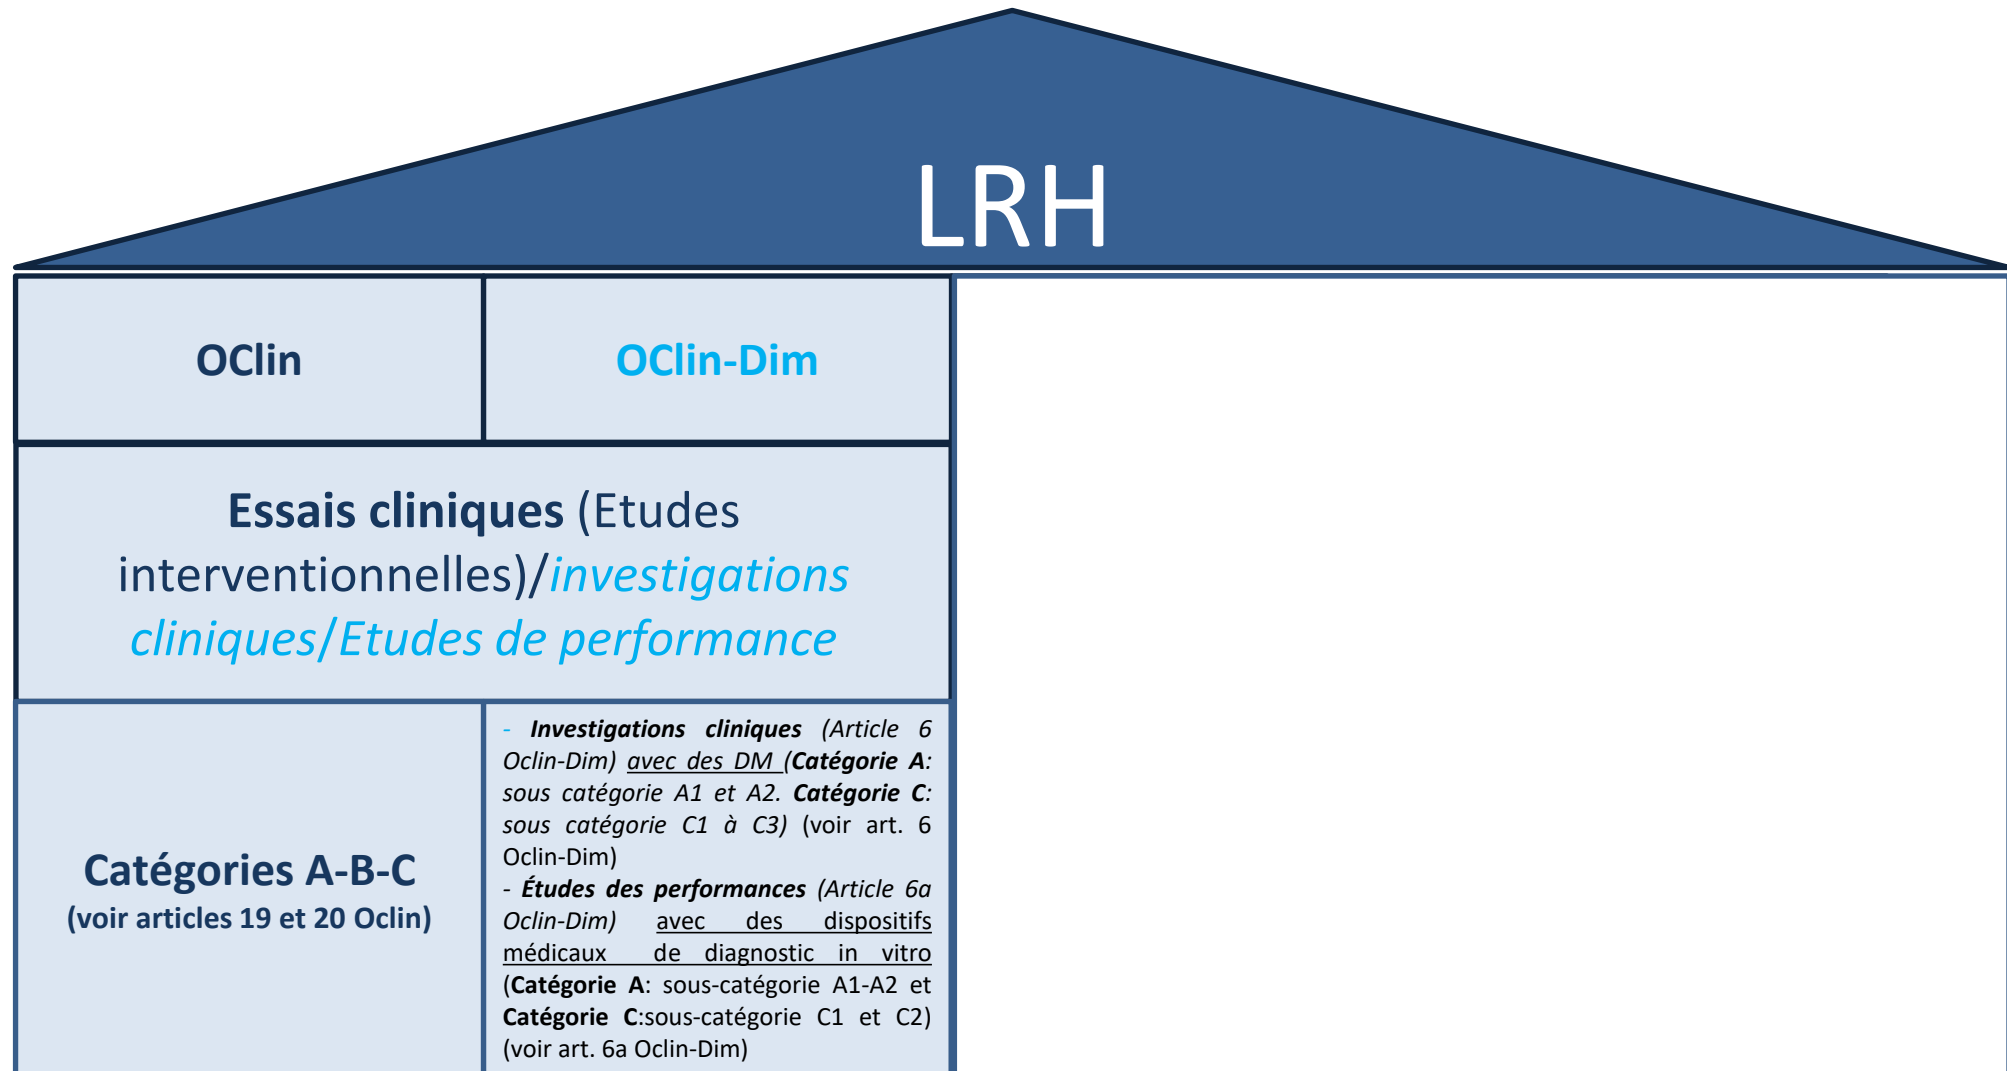 LRH
OClin
OClin-Dim
Essais cliniques (Etudes
interventionnelles)/investigations
cliniques/Etudes de performance
Catégories A-B-C
(voir articles 19 et 20 Oclin)
- Investigations cliniques (Article 6
Oclin-Dim) avec des DM (Catégorie A:
sous catégorie A1 et A2. Catégorie C:
sous catégorie C1 à C3) (voir art. 6
Oclin-Dim)
- Études des performances (Article 6a
Oclin-Dim) avec des dispositifs
médicaux de diagnostic in vitro
(Catégorie A: sous-catégorie A1-A2 et
Catégorie C:sous-catégorie C1 et C2)
(voir art. 6a Oclin-Dim)